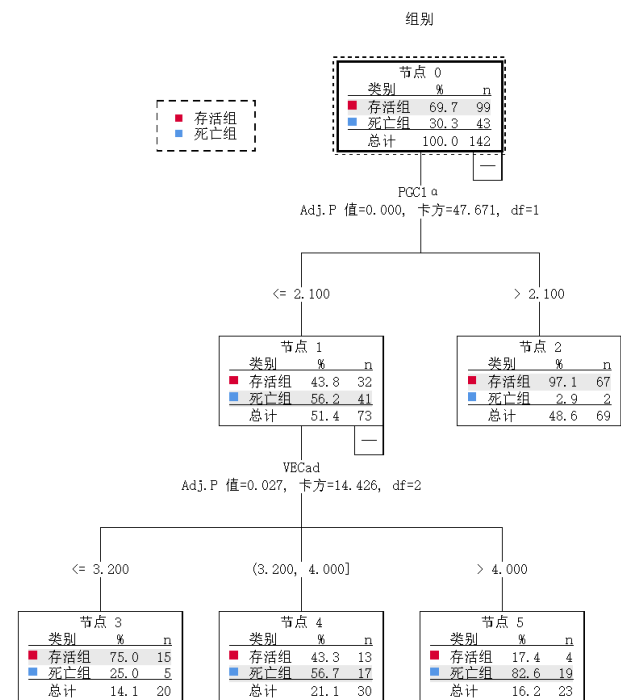 组别
节点 0
类别 % n
存活组 69.7 99
死亡组 30.3 43
总计 100.0 142
存活组
死亡组
PGC1α
Adj.P 值=0.000, 卡方=47.671, df=1
<= 2.100
> 2.100
节点 1
类别 % n
存活组 43.8 32
死亡组 56.2 41
总计 51.4 73
节点 2
类别 % n
存活组 97.1 67
死亡组 2.9 2
总计 48.6 69
VECad
Adj.P 值=0.027, 卡方=14.426, df=2
<= 3.200
(3.200, 4.000]
> 4.000
节点 3
类别 % n
存活组 75.0 15
死亡组 25.0 5
总计 14.1 20
节点 4
类别 % n
存活组 43.3 13
死亡组 56.7 17
总计 21.1 30
节点 5
类别 % n
存活组 17.4 4
死亡组 82.6 19
总计 16.2 23